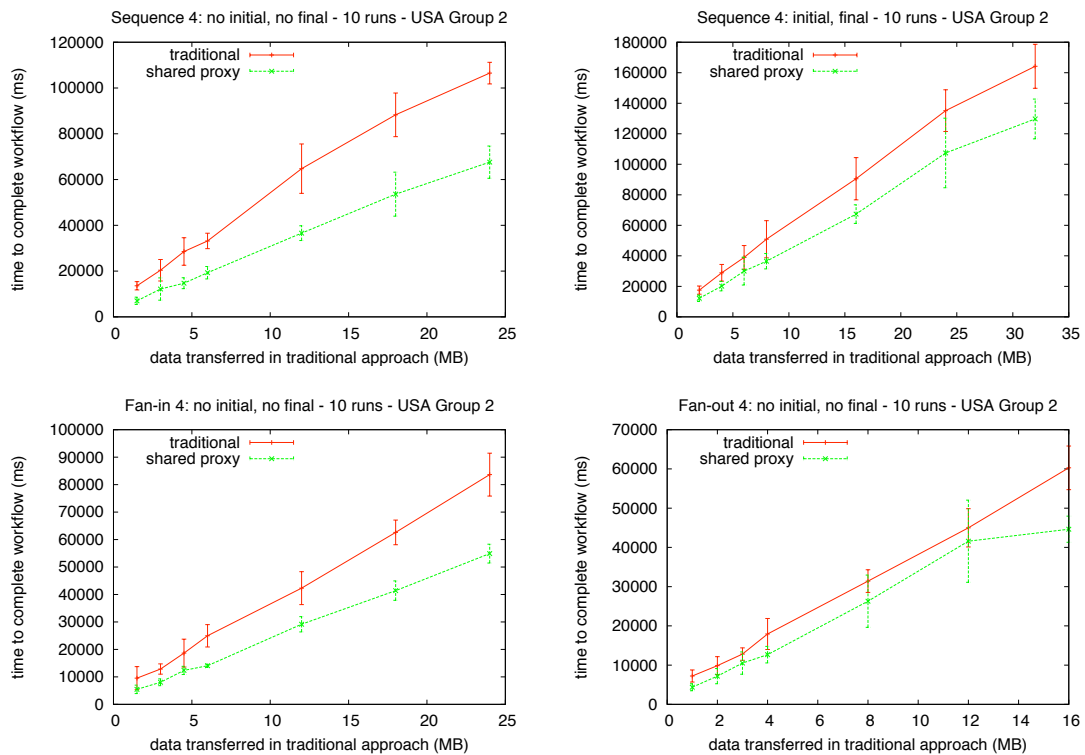 Sequence 4: no initial, no final - 10 runs - USA Group 2
120000
100000
80000
60000
40000
20000
0
time to complete workflow (ms)
traditional
shared proxy
0 5 10 15 20 25
data transferred in traditional approach (MB)
Sequence 4: initial, final - 10 runs - USA Group 2
180000
160000
140000
120000
100000
80000
60000
40000
20000
0
time to complete workflow (ms)
traditional
shared proxy
0 5 10 15 20 25 30 35
data transferred in traditional approach (MB)
Fan-in 4: no initial, no final - 10 runs - USA Group 2
100000
90000
80000
70000
60000
50000
40000
30000
20000
10000
0
time to complete workflow (ms)
traditional
shared proxy
0 5 10 15 20 25
data transferred in traditional approach (MB)
Fan-out 4: no initial, no final - 10 runs - USA Group 2
70000
60000
50000
40000
30000
20000
10000
0
time to complete workflow (ms)
traditional
shared proxy
0 2 4 6 8 10 12 14 16
data transferred in traditional approach (MB)